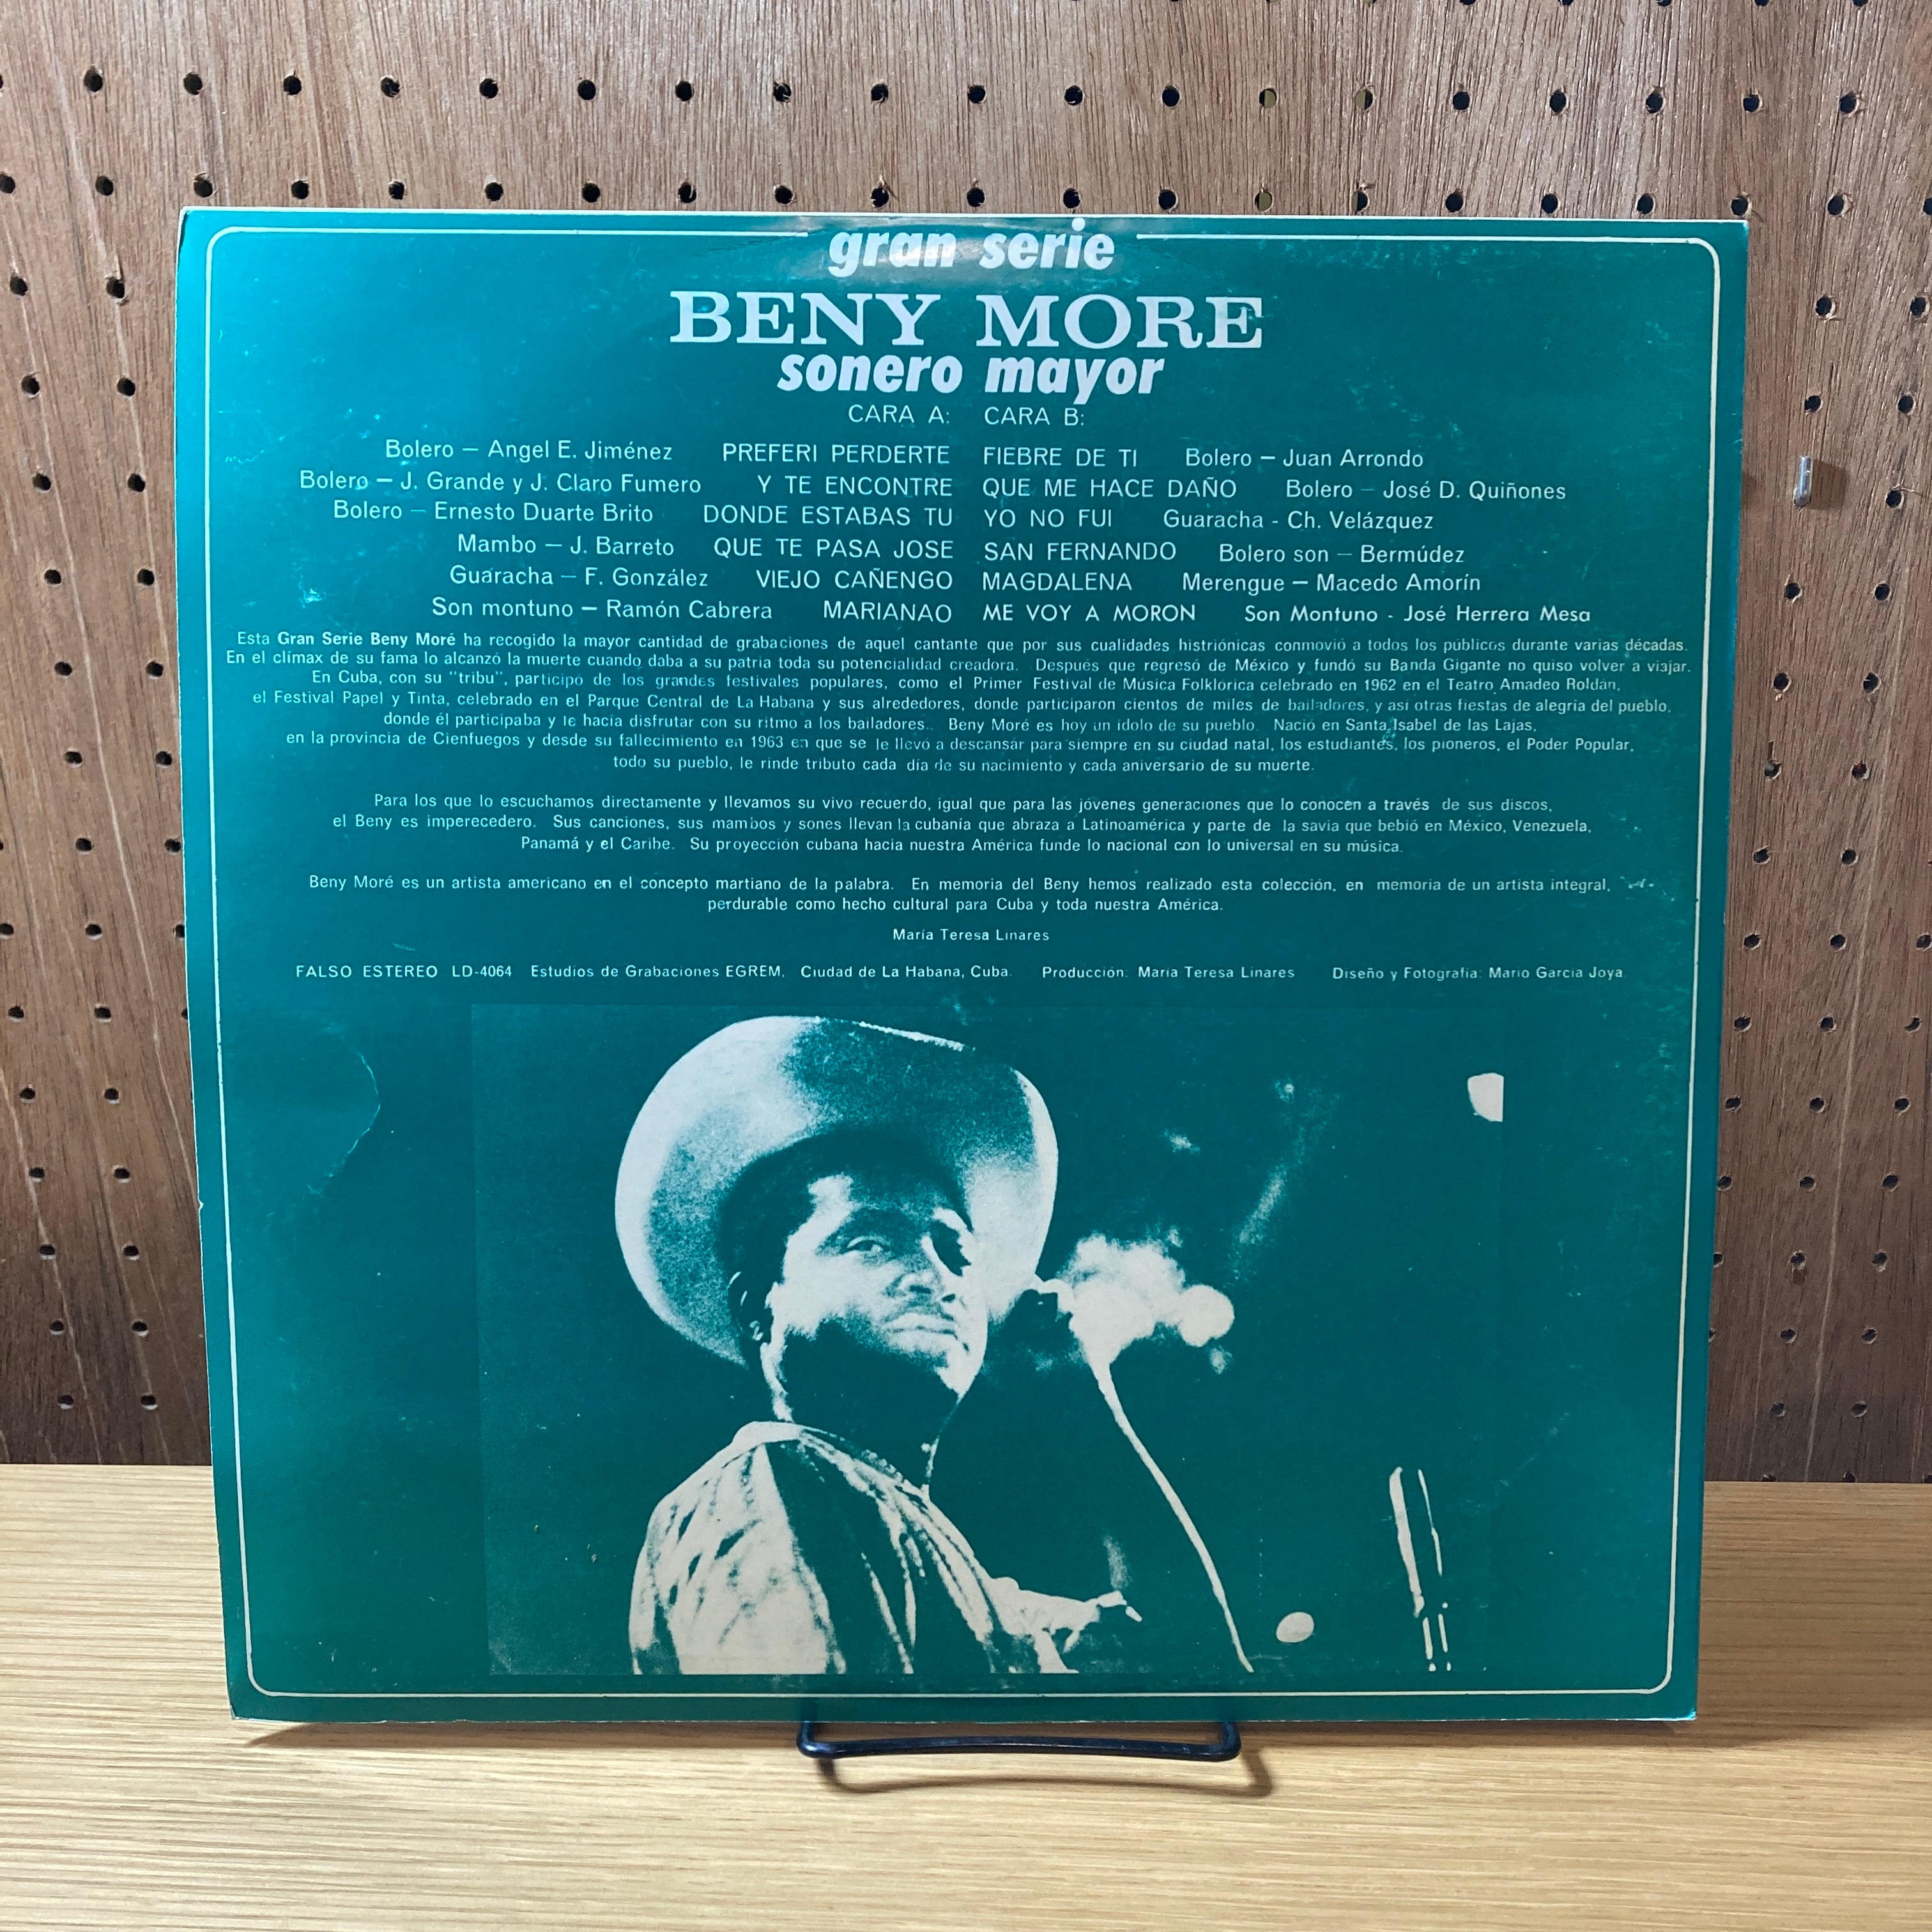 gran serie
BENY MORE
sonero mayor
CARA A: CARA B:
Bolero — Angel E. Jiménez PREFERI PERDERTE FIEBRE DE TI Bolero — Juan Arrondo
Bolero — J. Grande y J. Claro Fumero Y TE ENCONTRE QUE ME HACE DAÑO Bolero — José D. Quiñones
Bolero — Ernesto Duarte Brito DONDE ESTABAS TU YO NO FUI Guaracha - Ch. Velázquez
Mambo — J. Barreto QUE TE PASA JOSE SAN FERNANDO Bolero son — Bermúdez
Guaracha — F. González VIEJO CAÑENGO MAGDALENA Merengue — Macedo Amorín
Son montuno — Ramón Cabrera MARIANAO ME VOY A MORON Son Montuno - José Herrera Mesa
Esta Gran Serie Beny Moré ha recogido la mayor cantidad de grabaciones de aquel cantante que por sus cualidades histriónicas conmovió a todos los públicos durante varias décadas.
En el clímax de su fama lo alcanzó la muerte cuando daba a su patria toda su potencialidad creadora. Después que regresó de México y fundó su Banda Gigante no quiso volver a viajar.
En Cuba, con su "tribu", participó de los grandes festivales populares, como el Primer Festival de Música Folklórica celebrado en 1962 en el Teatro Amadeo Roldán,
el Festival Papel y Tinta, celebrado en el Parque Central de La Habana y sus alrededores, donde participaron cientos de miles de bailadores, y así otras fiestas de alegría del pueblo,
donde él participaba y le hacía disfrutar con su ritmo a los bailadores.. Beny Moré es hoy un ídolo de su pueblo. Nació en Santa Isabel de las Lajas,
en la provincia de Cienfuegos y desde su fallecimiento en 1963 en que se le llevó a descansar para siempre en su ciudad natal, los estudiantes, los pioneros, el Poder Popular,
todo su pueblo, le rinde tributo cada día de su nacimiento y cada aniversario de su muerte.
Para los que lo escuchamos directamente y llevamos su vivo recuerdo, igual que para las jóvenes generaciones que lo conocen a través de sus discos,
el Beny es imperecedero. Sus canciones, sus mambos y sones llevan la cubanía que abraza a Latinoamérica y parte de la savia que bebió en México, Venezuela,
Panamá y el Caribe. Su proyección cubana hacia nuestra América funde lo nacional con lo universal en su música.
Beny Moré es un artista americano en el concepto martiano de la palabra. En memoria del Beny hemos realizado esta colección, en memoria de un artista integral,
perdurable como hecho cultural para Cuba y toda nuestra América.
María Teresa Linares
FALSO ESTEREO LD-4064 Estudios de Grabaciones EGREM, Ciudad de La Habana, Cuba. Producción: María Teresa Linares Diseño y Fotografía: Mario García Joya.